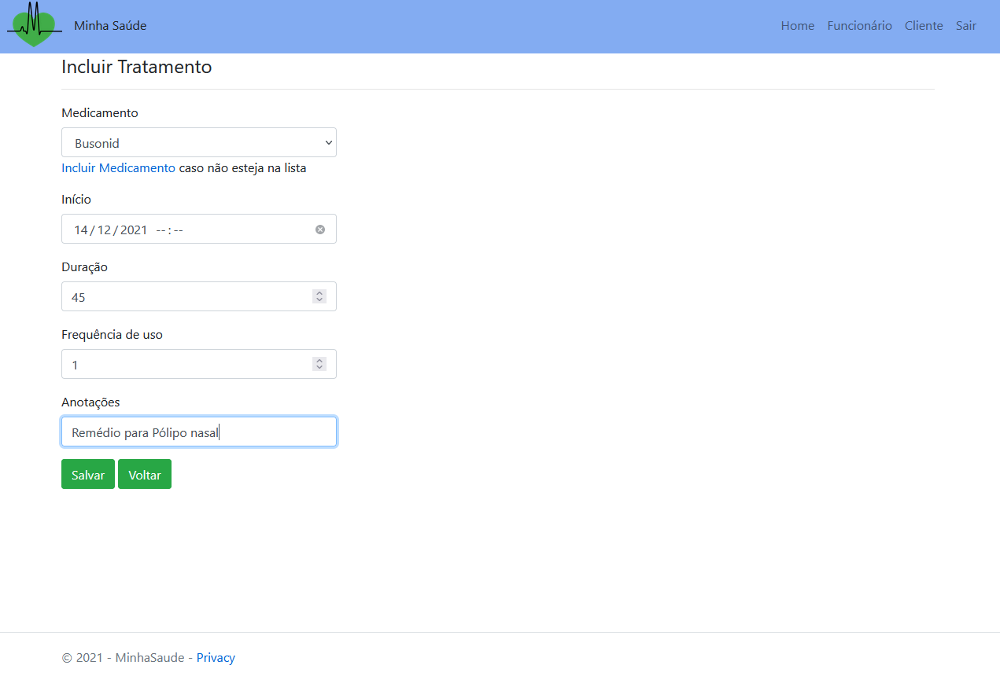 Minha Saúde Home Funcionário Cliente Sair
Incluir Tratamento
Medicamento
Busonid
Incluir Medicamento caso não esteja na lista
Início
14/12/2021 --:--
Duração
45
Frequência de uso
1
Anotações
Remédio para Pólipo nasal
Salvar Voltar
© 2021 - MinhaSaude - Privacy